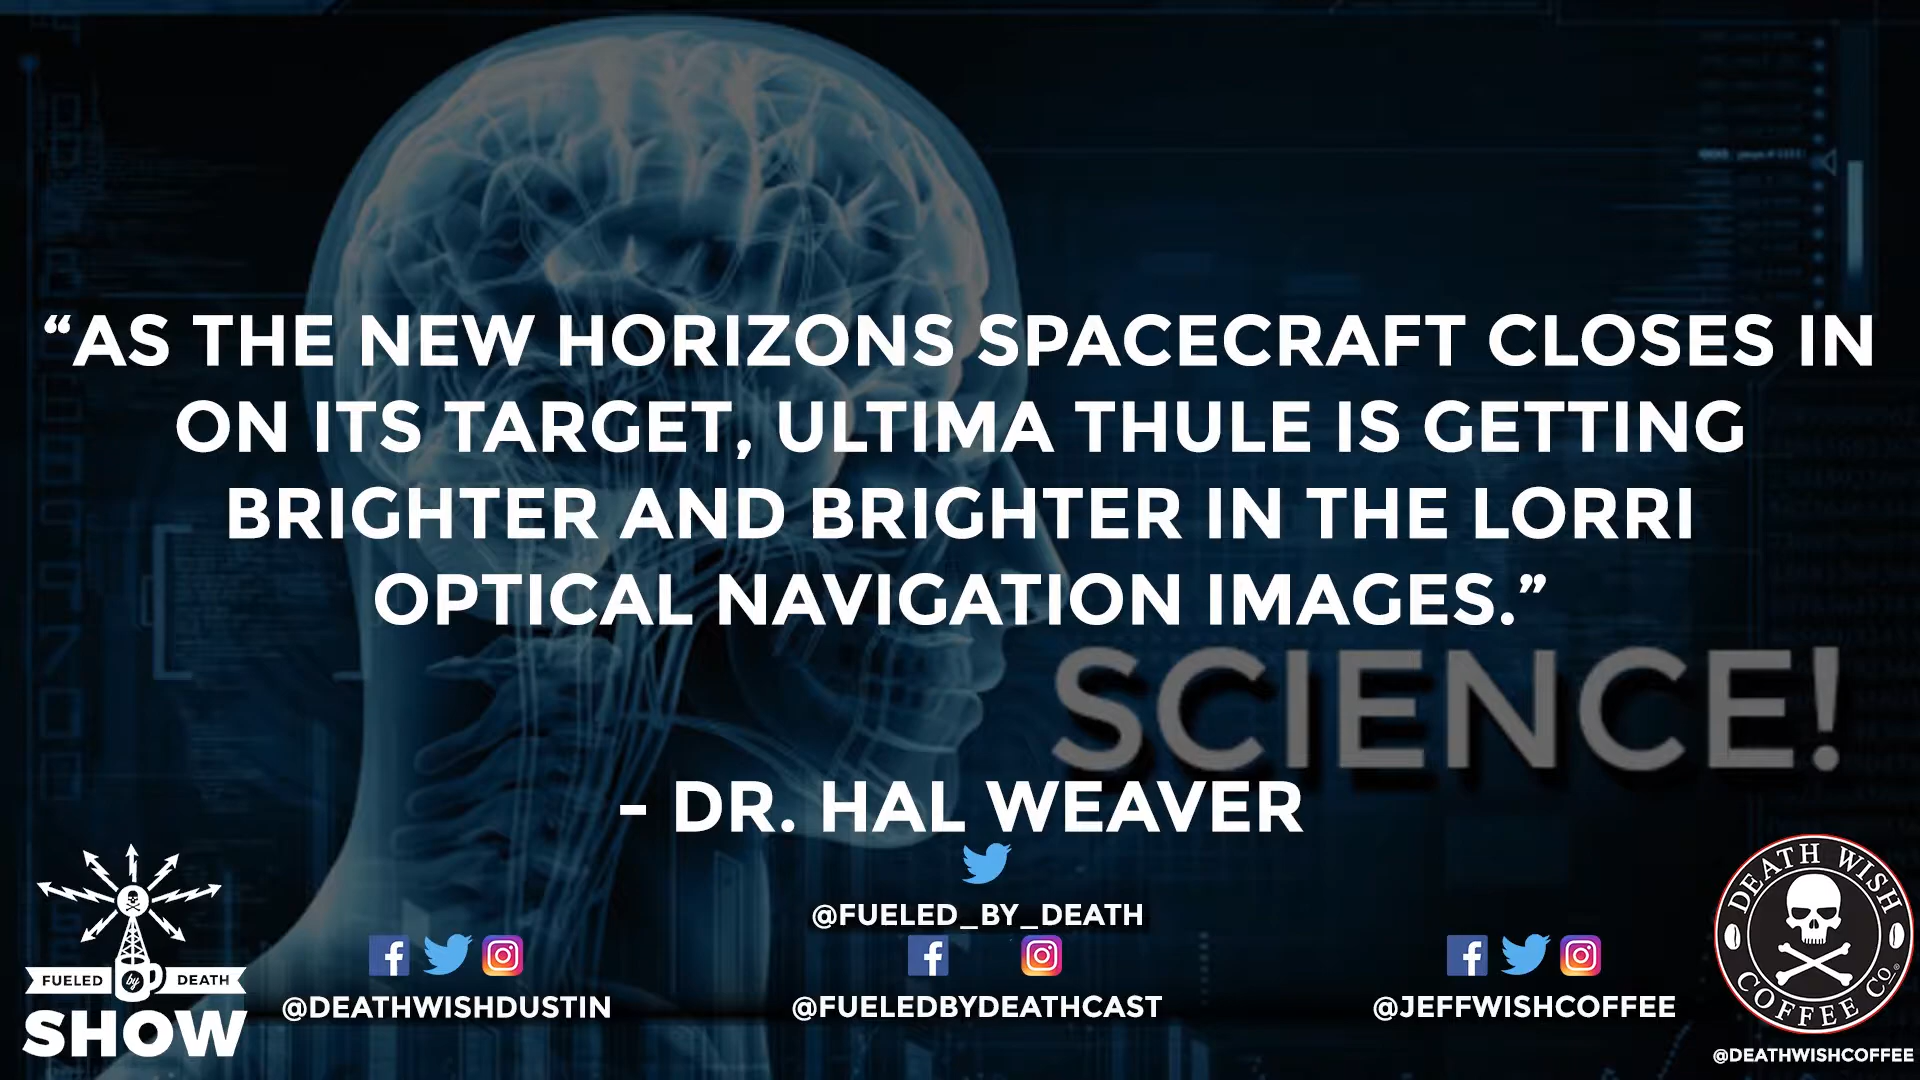 “AS THE NEW HORIZONS SPACECRAFT CLOSES IN
ON ITS TARGET, ULTIMA THULE IS GETTING
BRIGHTER AND BRIGHTER IN THE LORRI
OPTICAL NAVIGATION IMAGES.”
SCIENCE!
- DR. HAL WEAVER
@FUELED_BY_DEATH
FUELED by DEATH
SHOW
@DEATHWISHDUSTIN
@FUELEDBYDEATHCAST
@JEFFWISHCOFFEE
DEATH WISH
COFFEE CO.®
@DEATHWISHCOFFEE